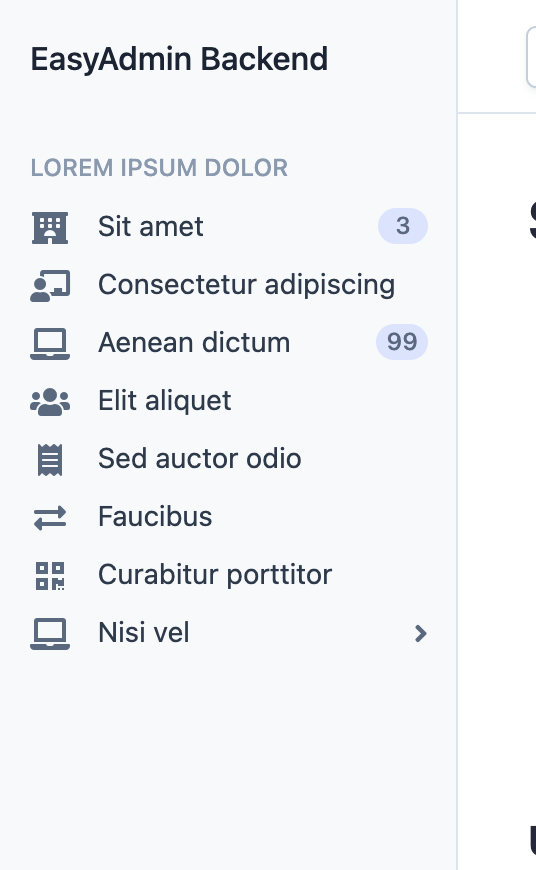 EasyAdmin Backend
LOREM IPSUM DOLOR
Sit amet 3
Consectetur adipiscing
Aenean dictum 99
Elit aliquet
Sed auctor odio
Faucibus
Curabitur porttitor
Nisi vel